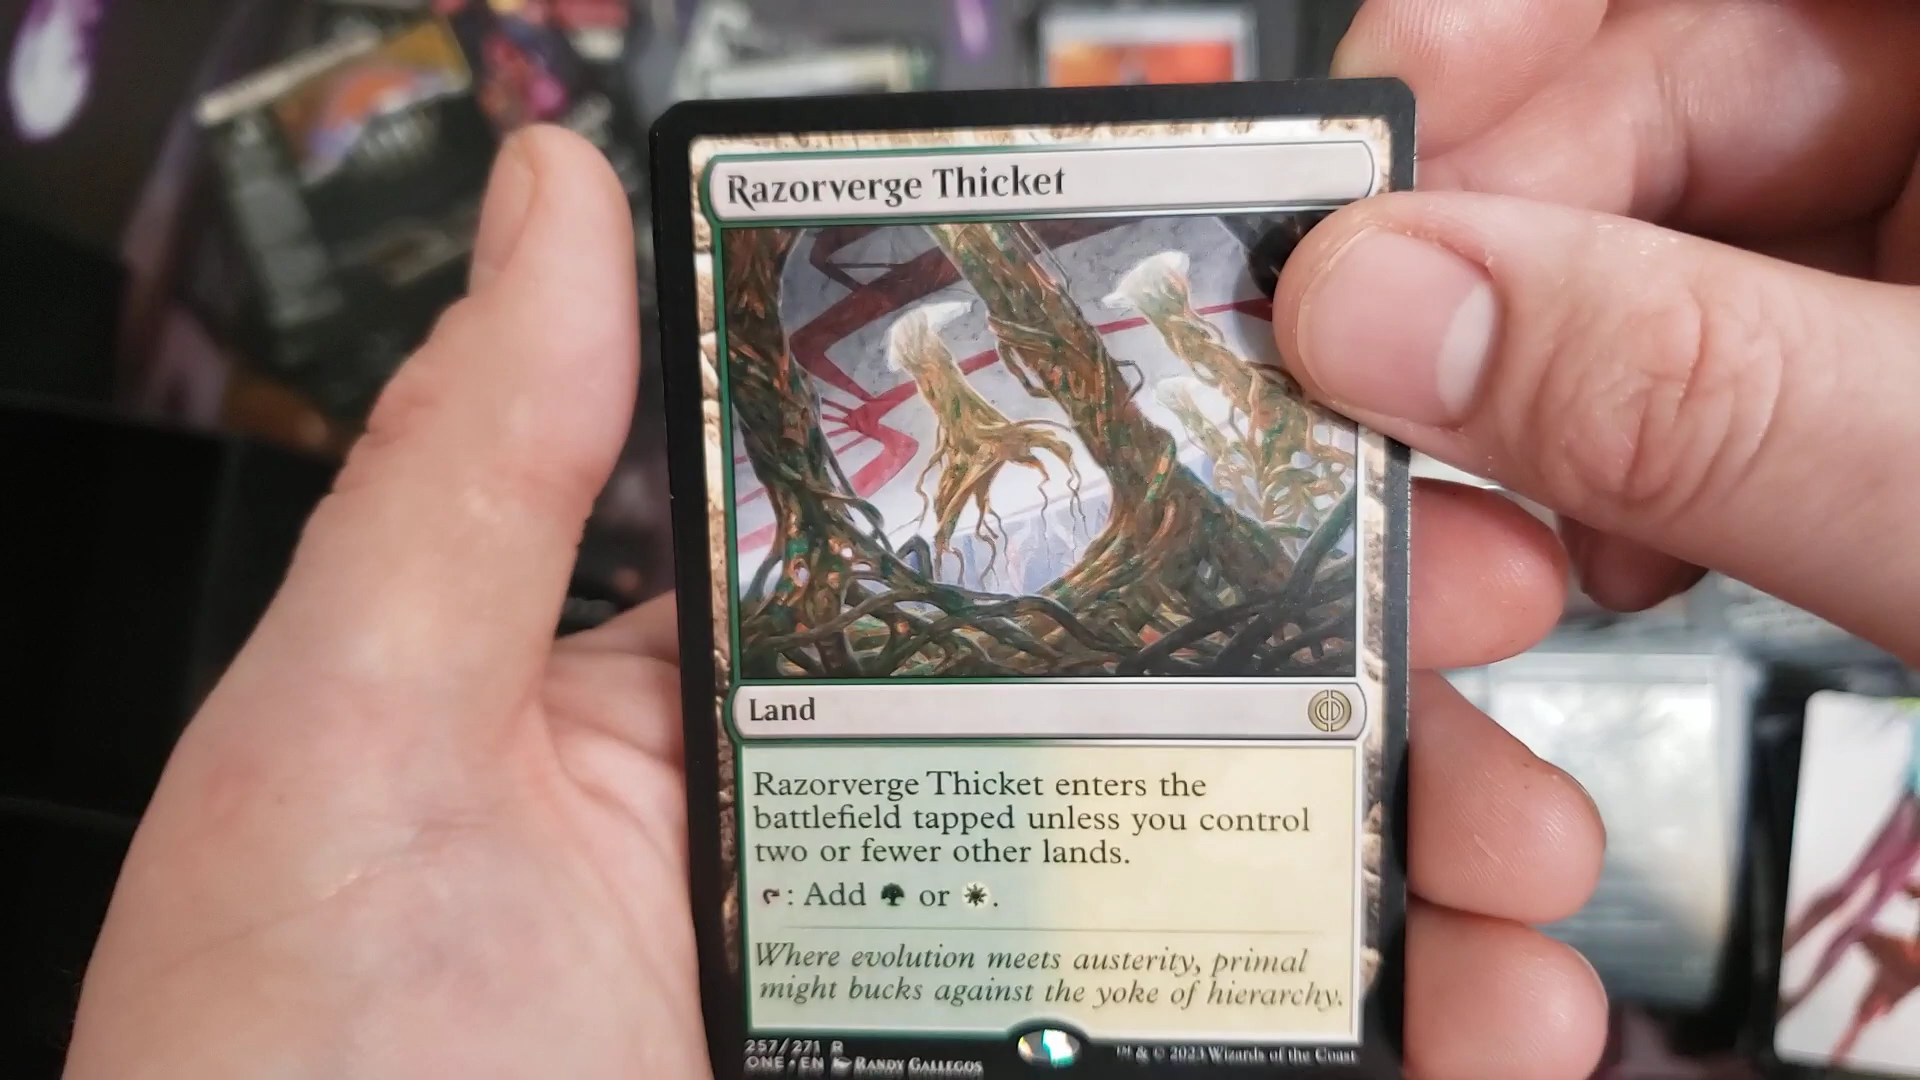 Razorverge Thicket
Land
Razorverge Thicket enters the
battlefield tapped unless you control
two or fewer other lands.
: Add or .
Where evolution meets austerity, primal
might bucks against the yoke of hierarchy.
257/271 R
ONE • EN RANDY GALLEGOS
™ & © 2023 Wizards of the Coast